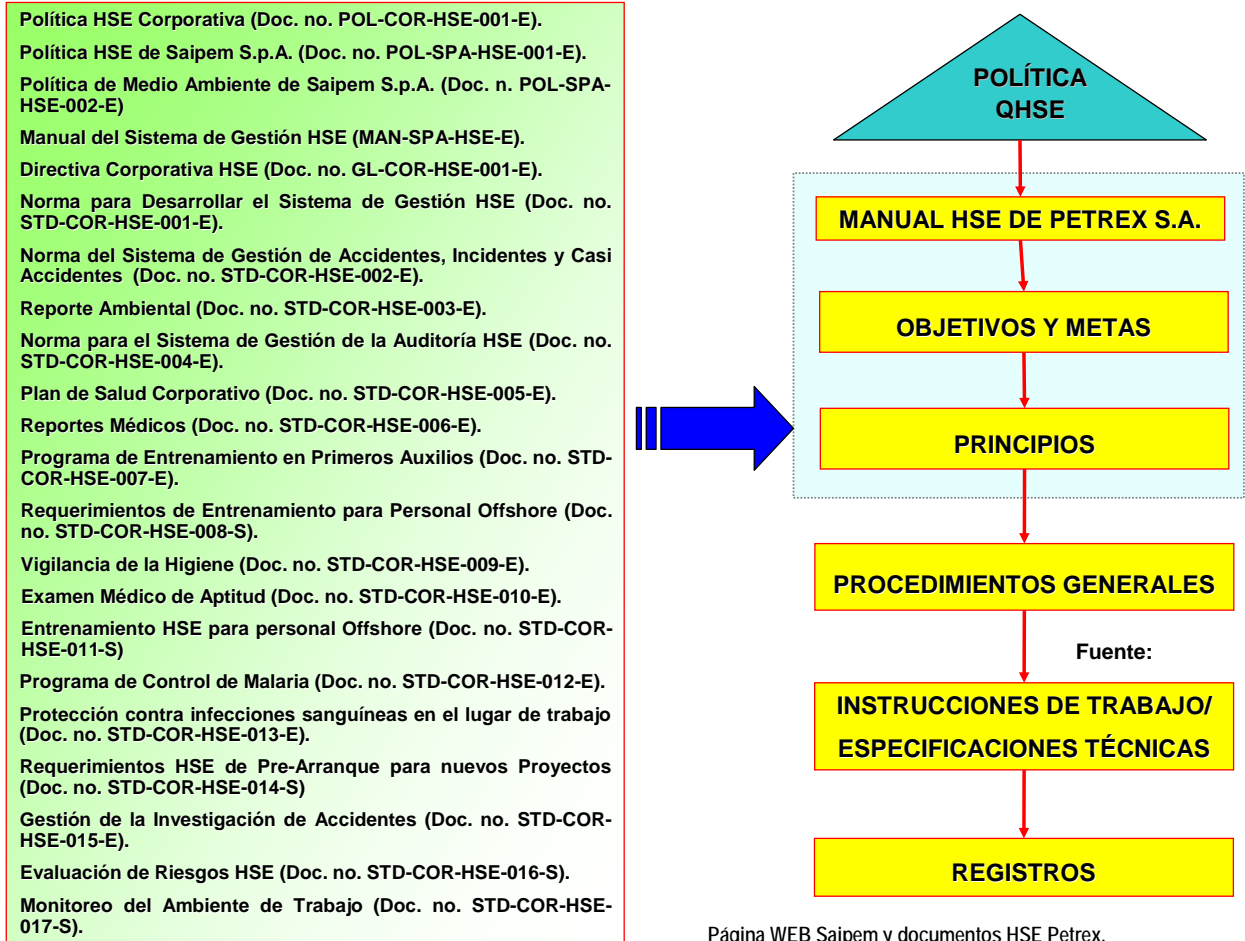 Política HSE Corporativa (Doc. no. POL-COR-HSE-001-E).
Política HSE de Saipem S.p.A. (Doc. no. POL-SPA-HSE-001-E).
Política de Medio Ambiente de Saipem S.p.A. (Doc. n. POL-SPA-
HSE-002-E)
Manual del Sistema de Gestión HSE (MAN-SPA-HSE-E).
Directiva Corporativa HSE (Doc. no. GL-COR-HSE-001-E).
Norma para Desarrollar el Sistema de Gestión HSE (Doc. no.
STD-COR-HSE-001-E).
Norma del Sistema de Gestión de Accidentes, Incidentes y Casi
Accidentes (Doc. no. STD-COR-HSE-002-E).
Reporte Ambiental (Doc. no. STD-COR-HSE-003-E).
Norma para el Sistema de Gestión de la Auditoría HSE (Doc. no.
STD-COR-HSE-004-E).
Plan de Salud Corporativo (Doc. no. STD-COR-HSE-005-E).
Reportes Médicos (Doc. no. STD-COR-HSE-006-E).
Programa de Entrenamiento en Primeros Auxilios (Doc. no. STD-
COR-HSE-007-E).
Requerimientos de Entrenamiento para Personal Offshore (Doc.
no. STD-COR-HSE-008-S).
Vigilancia de la Higiene (Doc. no. STD-COR-HSE-009-E).
Examen Médico de Aptitud (Doc. no. STD-COR-HSE-010-E).
Entrenamiento HSE para personal Offshore (Doc. no. STD-COR-
HSE-011-S)
Programa de Control de Malaria (Doc. no. STD-COR-HSE-012-E).
Protección contra infecciones sanguíneas en el lugar de trabajo
(Doc. no. STD-COR-HSE-013-E).
Requerimientos HSE de Pre-Arranque para nuevos Proyectos
(Doc. no. STD-COR-HSE-014-S)
Gestión de la Investigación de Accidentes (Doc. no. STD-COR-
HSE-015-E).
Evaluación de Riesgos HSE (Doc. no. STD-COR-HSE-016-S).
Monitoreo del Ambiente de Trabajo (Doc. no. STD-COR-HSE-
017-S).
POLÍTICA
QHSE
MANUAL HSE DE PETREX S.A.
OBJETIVOS Y METAS
PRINCIPIOS
PROCEDIMIENTOS GENERALES
Fuente:
INSTRUCCIONES DE TRABAJO/
ESPECIFICACIONES TÉCNICAS
REGISTROS
Página WEB Saipem y documentos HSE Petrex.